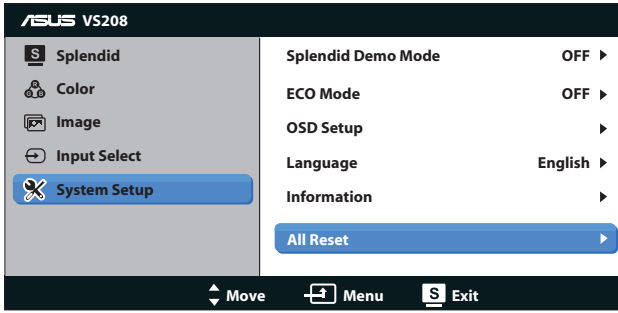 ASUS VS208
S Splendid
R G B Color
Image
Input Select
System Setup
Splendid Demo Mode OFF
ECO Mode OFF
OSD Setup
Language English
Information
All Reset
Move Menu S Exit